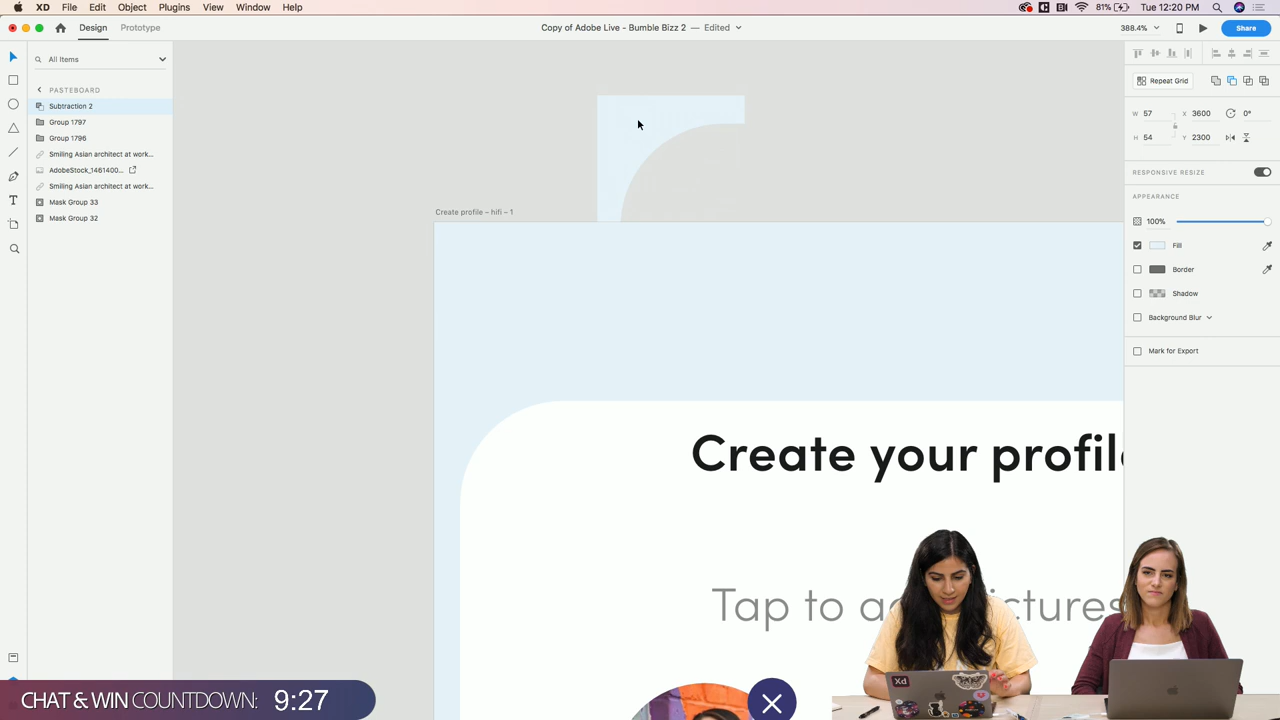 XD File Edit Object Plugins View Window Help
81% Tue 12:20 PM
Design Prototype
Copy of Adobe Live - Bumble Bizz 2 — Edited
388.4%
Share
All Items
PASTEBOARD
Subtraction 2
Group 1797
Group 1796
Smiling Asian architect at work...
AdobeStock_1461400...
Smiling Asian architect at work...
Mask Group 33
Mask Group 32
T
Create profile – hifi – 1
Create your profile
Tap to a
ictures
Repeat Grid
W 57 X 3600 0°
H 54 Y 2300
RESPONSIVE RESIZE
APPEARANCE
100%
Fill
Border
Shadow
Background Blur
Mark for Export
Xd
CHAT & WIN COUNTDOWN: 9:27